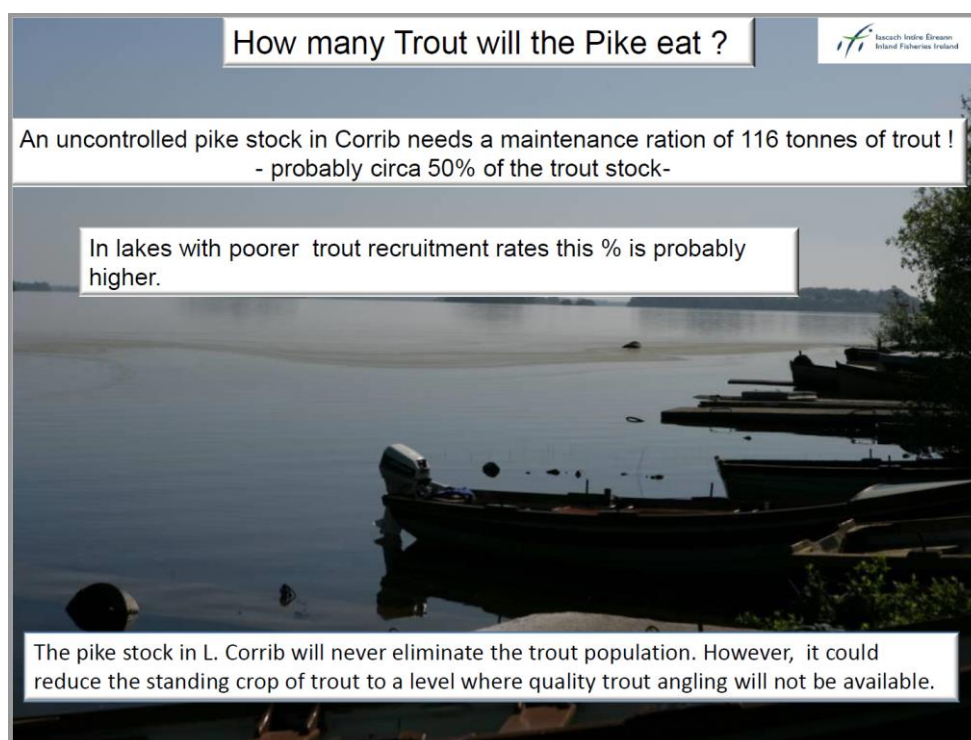 How many Trout will the Pike eat ?
Iascach Intíre Éireann
Inland Fisheries Ireland
An uncontrolled pike stock in Corrib needs a maintenance ration of 116 tonnes of trout !
- probably circa 50% of the trout stock-
In lakes with poorer trout recruitment rates this % is probably
higher.
The pike stock in L. Corrib will never eliminate the trout population. However, it could
reduce the standing crop of trout to a level where quality trout angling will not be available.